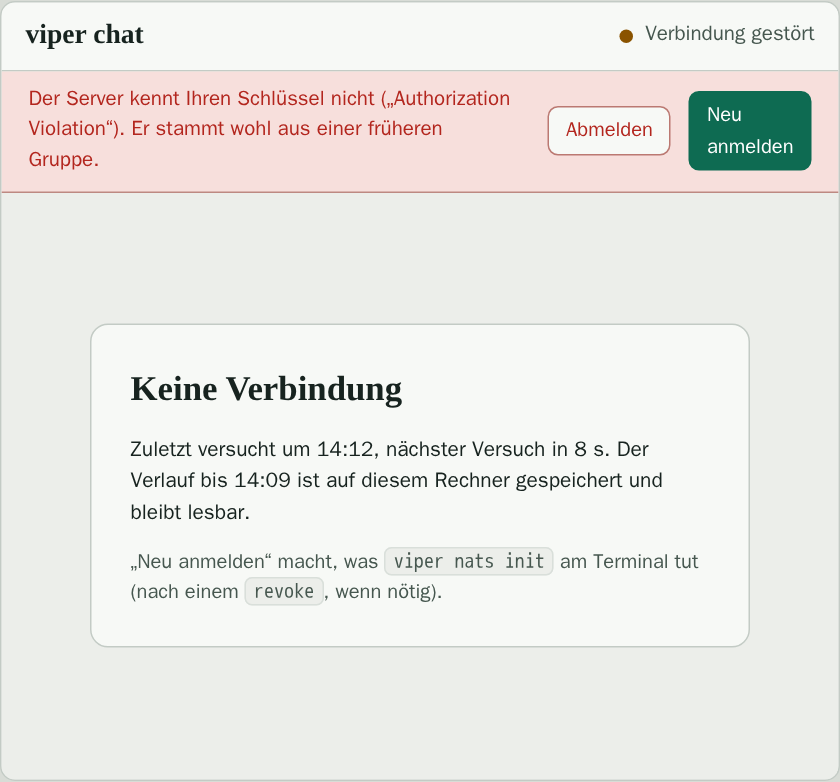 viper chat
Verbindung gestört
Der Server kennt Ihren Schlüssel nicht („Authorization
Violation“). Er stammt wohl aus einer früheren
Gruppe.
Abmelden
Neu
anmelden
Keine Verbindung
Zuletzt versucht um 14:12, nächster Versuch in 8 s. Der
Verlauf bis 14:09 ist auf diesem Rechner gespeichert und
bleibt lesbar.
„Neu anmelden“ macht, was viper nats init am Terminal tut
(nach einem revoke, wenn nötig).